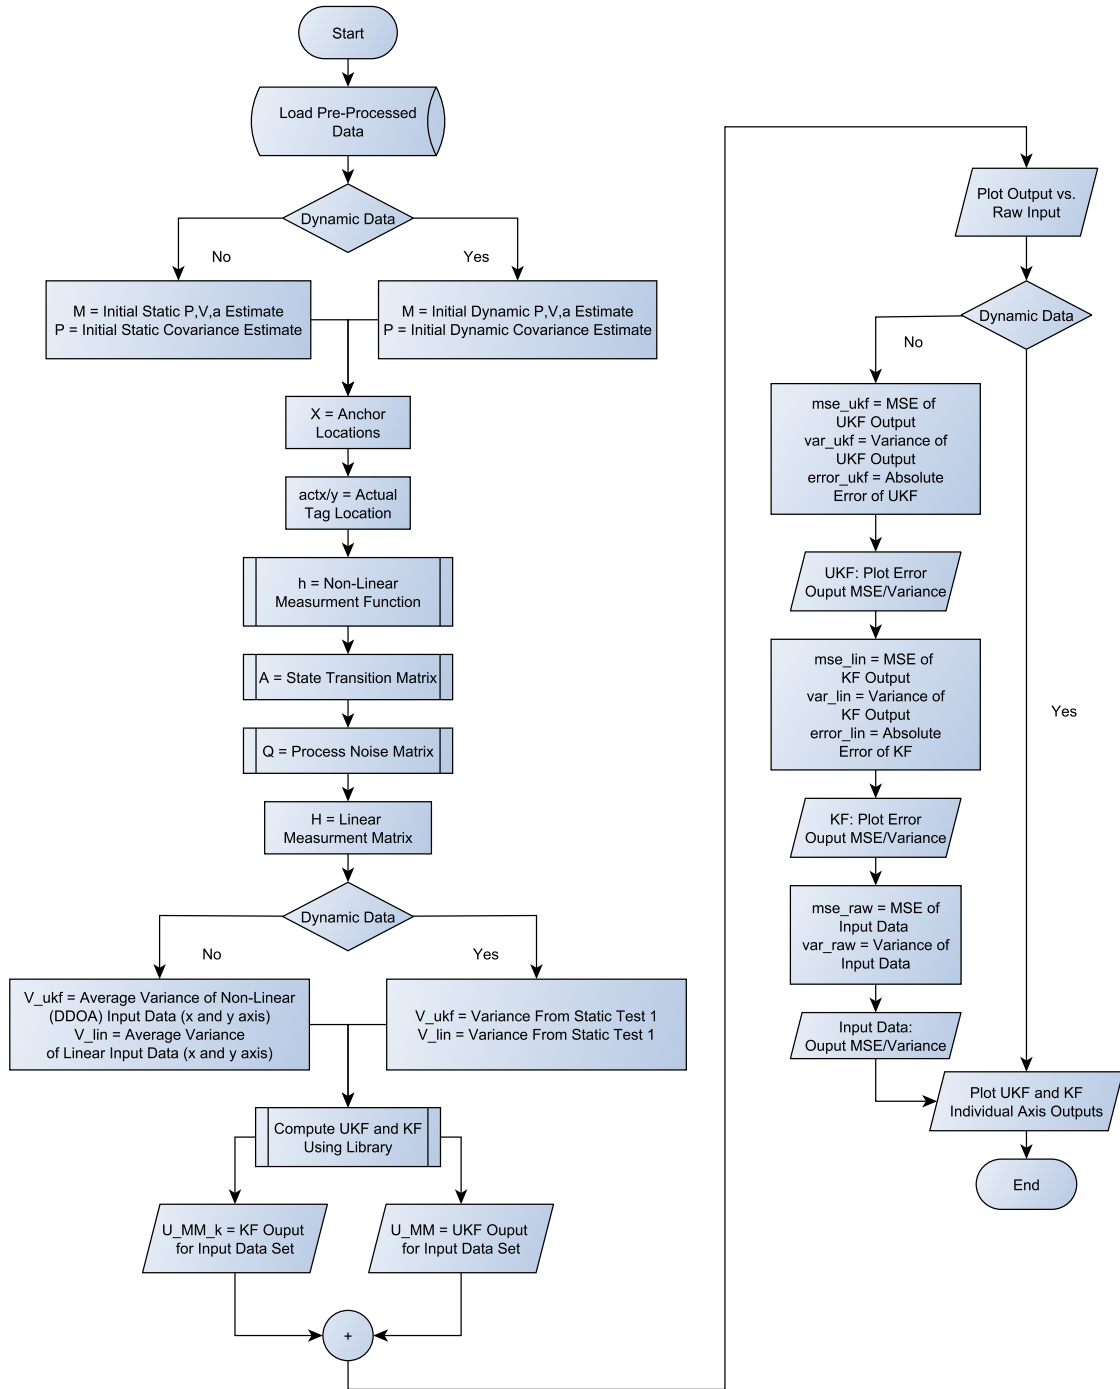 Start
Load Pre-Processed
Data
Dynamic Data
No
Yes
M = Initial Static P,V,a Estimate
P = Initial Static Covariance Estimate
M = Initial Dynamic P,V,a Estimate
P = Initial Dynamic Covariance Estimate
X = Anchor
Locations
actx/y = Actual
Tag Location
h = Non-Linear
Measurment Function
A = State Transition Matrix
Q = Process Noise Matrix
H = Linear
Measurment Matrix
Dynamic Data
No
Yes
V_ukf = Average Variance of Non-Linear
(DDOA) Input Data (x and y axis)
V_lin = Average Variance
of Linear Input Data (x and y axis)
V_ukf = Variance From Static Test 1
V_lin = Variance From Static Test 1
Compute UKF and KF
Using Library
U_MM_k = KF Ouput
for Input Data Set
U_MM = UKF Ouput
for Input Data Set
+
Plot Output vs.
Raw Input
Dynamic Data
No
Yes
mse_ukf = MSE of
UKF Output
var_ukf = Variance of
UKF Output
error_ukf = Absolute
Error of UKF
UKF: Plot Error
Ouput MSE/Variance
mse_lin = MSE of
KF Output
var_lin = Variance of
KF Output
error_lin = Absolute
Error of KF
KF: Plot Error
Ouput MSE/Variance
mse_raw = MSE of
Input Data
var_raw = Variance of
Input Data
Input Data:
Ouput MSE/Variance
Plot UKF and KF
Individual Axis Outputs
End